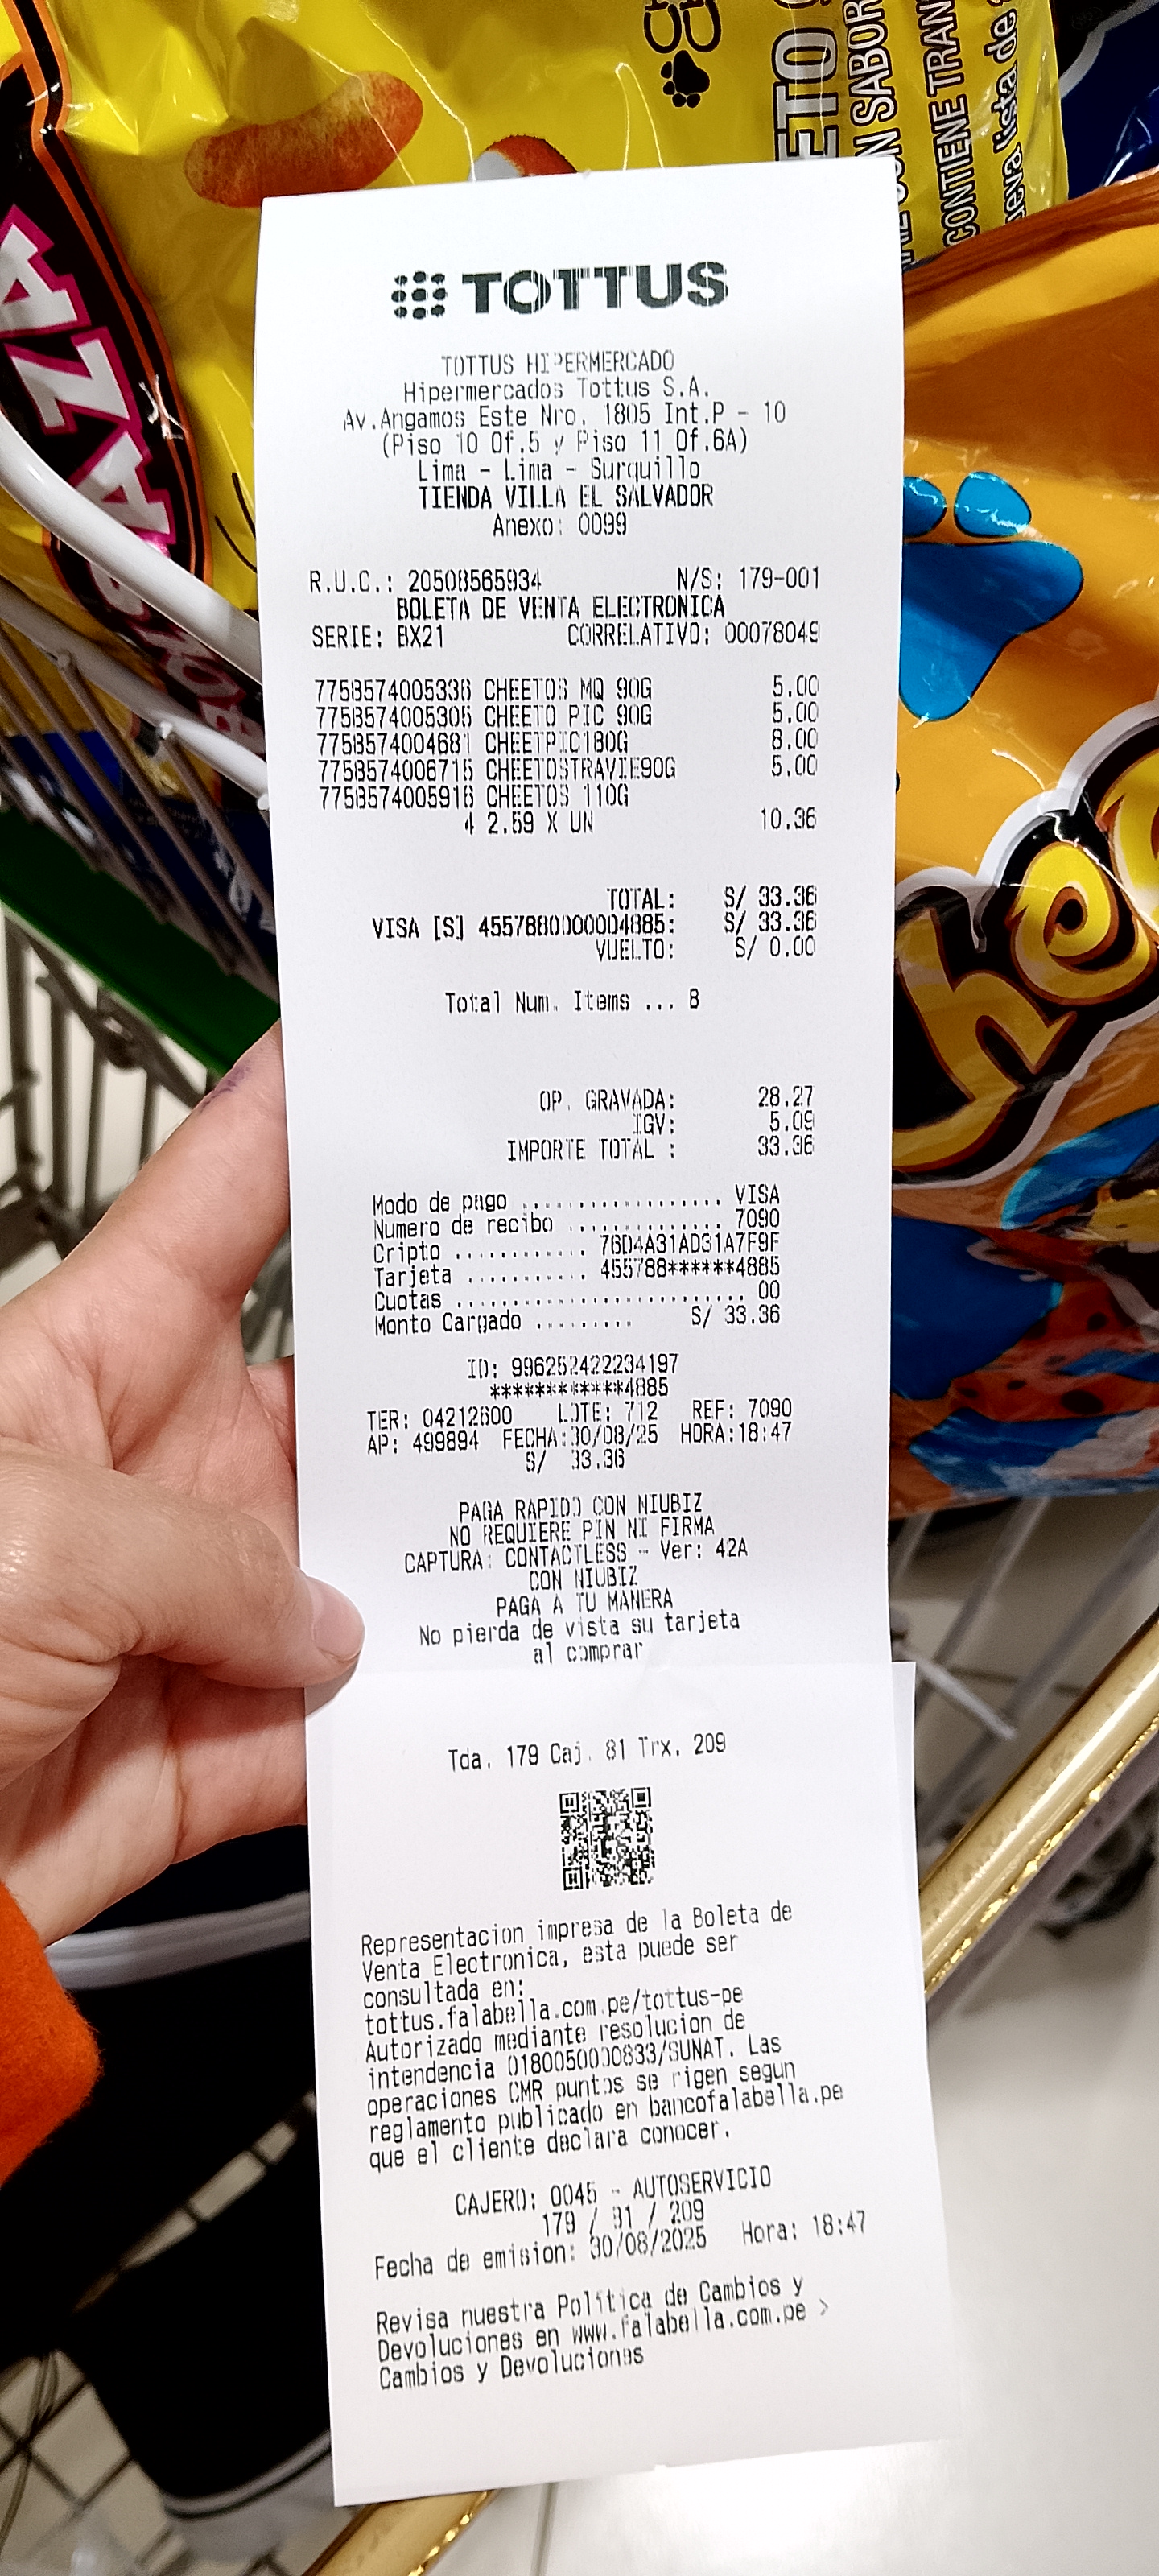 ETO
CON SABOR
CONTIENE TRAN
ueva lista de
AZA
TOTTUS
TOTTUS HIPERMERCADO
Hipermercados Tottus S.A.
Av.Angamos Este Nro. 1805 Int.P - 10
(Piso 10 Of.5 y Piso 11 Of.6A)
Lima - Lima - Surquillo
TIENDA VILLA EL SALVADOR
Anexo: 0099
R.U.C.: 20508565934 N/S: 179-001
BOLETA DE VENTA ELECTRONICA
SERIE: BX21 CORRELATIVO: 00078049
7758574005336 CHEETOS MQ 90G 5.00
7758574005305 CHEETO PIC 90G 5.00
7758574004681 CHEETPIC180G 8.00
7758574006715 CHEETOSTRAVIE90G 5.00
7758574005916 CHEETOS 110G
4 2.59 X UN 10.36
TOTAL: S/ 33.36
VISA [S] 4557880000004885: S/ 33.36
VUELTO: S/ 0.00
Total Num. Items ... 8
OP. GRAVADA: 28.27
IGV: 5.09
IMPORTE TOTAL : 33.36
Modo de pago .................. VISA
Numero de recibo .............. 7090
Cripto ............ 76D4A31AD31A7F9F
Tarjeta ........... 455788******4885
Cuotas .......................... 00
Monto Cargado ......... S/ 33.36
ID: 996252422234197
************4885
TER: 04212600 LOTE: 712 REF: 7090
AP: 499894 FECHA:30/08/25 HORA:18:47
S/ 33.36
PAGA RAPIDO CON NIUBIZ
NO REQUIERE PIN NI FIRMA
CAPTURA: CONTACTLESS - Ver: 42A
CON NIUBIZ
PAGA A TU MANERA
No pierda de vista su tarjeta
al comprar
Tda. 179 Caj. 81 Trx. 209
Representacion impresa de la Boleta de
Venta Electronica, esta puede ser
consultada en:
tottus.falabella.com.pe/tottus-pe
Autorizado mediante resolucion de
intendencia 0180050000833/SUNAT. Las
operaciones CMR puntos se rigen segun
reglamento publicado en bancofalabella.pe
que el cliente declara conocer.
CAJERO: 0045 - AUTOSERVICIO
179 / 81 / 209
Fecha de emision: 30/08/2025 Hora: 18:47
Revisa nuestra Politica de Cambios y
Devoluciones en www.falabella.com.pe >
Cambios y Devoluciones